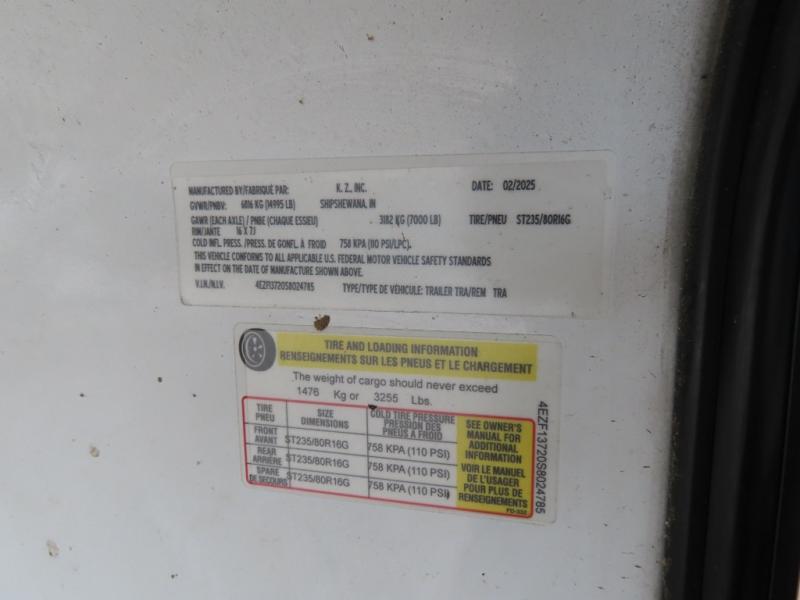 MANUFACTURED BY/FABRIQUÉ PAR: K. Z., INC. DATE: 02/2025
GVWR/PNBV: 6816 KG (14995 LB) SHIPSHEWANA, IN
GAWR (EACH AXLE) / PNBE (CHAQUE ESSIEU) 3182 KG (7000 LB) TIRE/PNEU ST235/80R16G
RIM/JANTE 16 X 7J
COLD INFL. PRESS. /PRESS. DE GONFL. À FROID 758 KPA (110 PSI/LPC).
THIS VEHICLE CONFORMS TO ALL APPLICABLE U.S. FEDERAL MOTOR VEHICLE SAFETY STANDARDS
IN EFFECT ON THE DATE OF MANUFACTURE SHOWN ABOVE.
V.I.N./N.I.V. 4EZF13720S8024785 TYPE/TYPE DE VÉHICULE: TRAILER TRA/REM TRA
TIRE AND LOADING INFORMATION
RENSEIGNEMENTS SUR LES PNEUS ET LE CHARGEMENT
The weight of cargo should never exceed
1476 Kg or 3255 Lbs.
TIRE
PNEU
SIZE
DIMENSIONS
COLD TIRE PRESSURE
PRESSION DES
PNEUS A FROID
FRONT
AVANT
ST235/80R16G
758 KPA (110 PSI)
REAR
ARRIÈRE
ST235/80R16G
758 KPA (110 PSI)
SPARE
DE SECOURS
ST235/80R16G
758 KPA (110 PSI)
SEE OWNER'S
MANUAL FOR
ADDITIONAL
INFORMATION
VOIR LE MANUEL
DE L'USAGER
POUR PLUS DE
RENSEIGNEMENTS
4EZF13720S8024785